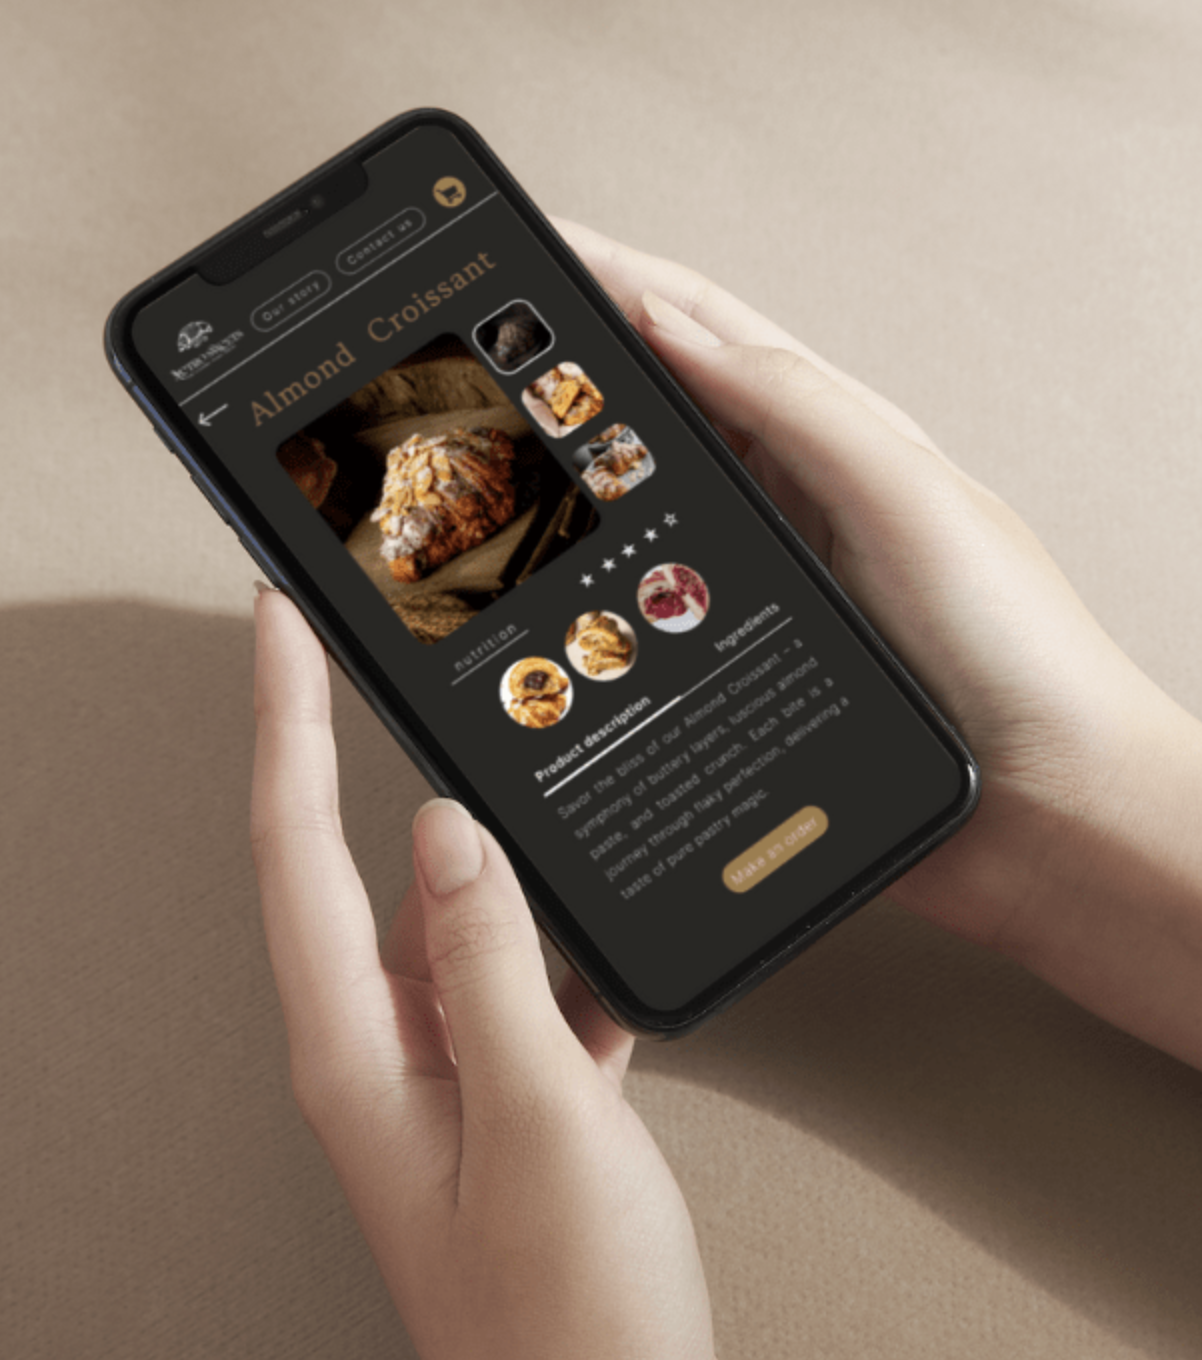 Our story
Contact us
Almond Croissant
nutrition
Product description
Ingredients
Savor the bliss of our Almond Croissant – a
symphony of buttery layers, luscious almond
paste, and toasted crunch. Each bite is a
journey through flaky perfection, delivering a
taste of pure pastry magic.
Make an order